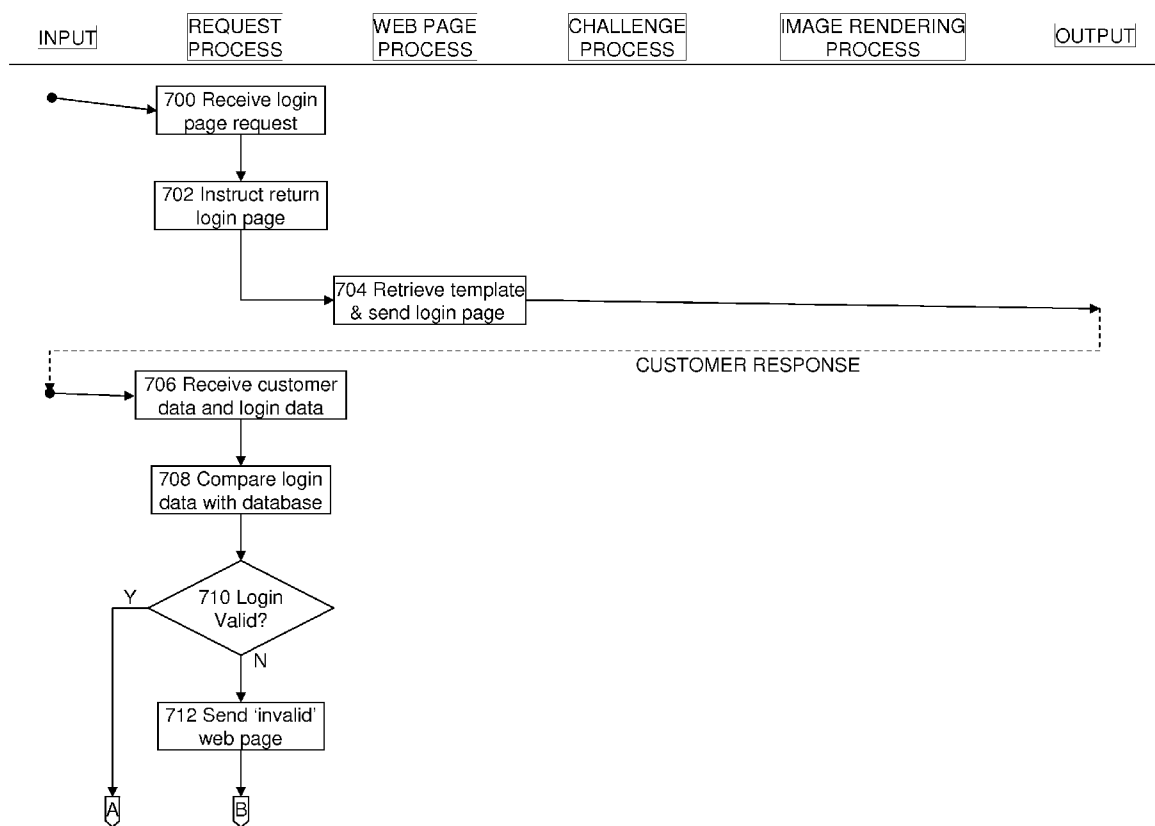 INPUT
REQUEST
PROCESS
WEB PAGE
PROCESS
CHALLENGE
PROCESS
IMAGE RENDERING
PROCESS
OUTPUT
700 Receive login
page request
702 Instruct return
login page
704 Retrieve template
& send login page
CUSTOMER RESPONSE
706 Receive customer
data and login data
708 Compare login
data with database
Y
710 Login
Valid?
N
712 Send ‘invalid’
web page
A
B